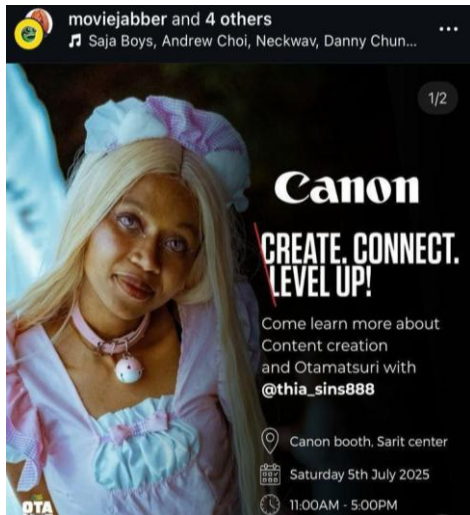 moviejabber and 4 others
Saja Boys, Andrew Choi, Neckwav, Danny Chun...
1/2
Canon
CREATE. CONNECT.
LEVEL UP!
Come learn more about
Content creation
and Otamatsuri with
@thia_sins888
Canon booth, Sarit center
Saturday 5th July 2025
11:00AM - 5:00PM
OTA